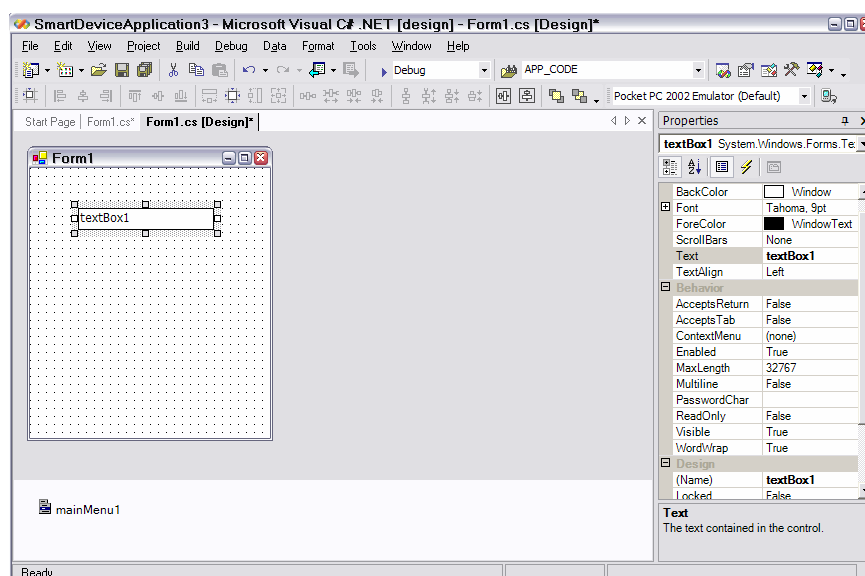 SmartDeviceApplication3 - Microsoft Visual C# .NET [design] - Form1.cs [Design]*
File Edit View Project Build Debug Data Format Tools Window Help
Debug APP_CODE
Pocket PC 2002 Emulator (Default)
Start Page Form1.cs* Form1.cs [Design]*
Form1
textBox1
mainMenu1
Properties
textBox1 System.Windows.Forms.Te
BackColor Window
Font Tahoma, 9pt
ForeColor WindowText
ScrollBars None
Text textBox1
TextAlign Left
Behavior
AcceptsReturn False
AcceptsTab False
ContextMenu (none)
Enabled True
MaxLength 32767
Multiline False
PasswordChar
ReadOnly False
Visible True
WordWrap True
Design
(Name) textBox1
Locked False
Text
The text contained in the control.
Ready